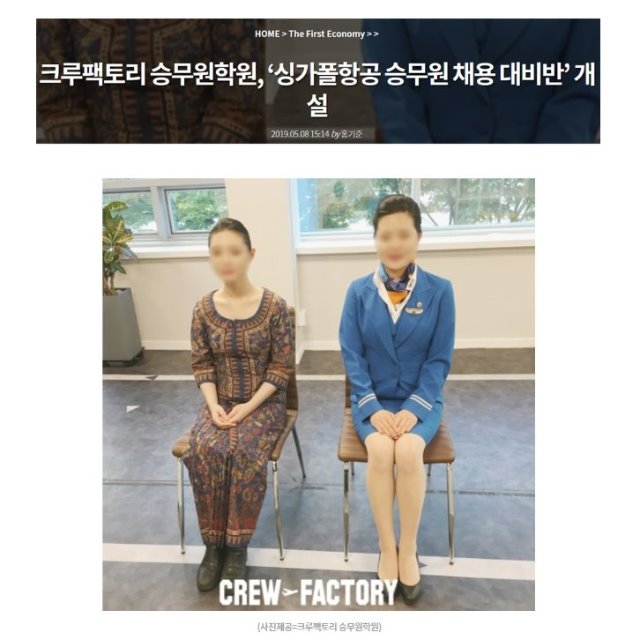 HOME > The First Economy > >
크루팩토리 승무원학원, ‘싱가폴항공 승무원 채용 대비반’ 개
설
2019.05.08 15:14 by 홍기준
CREW FACTORY
(사진제공=크루팩토리 승무원학원)